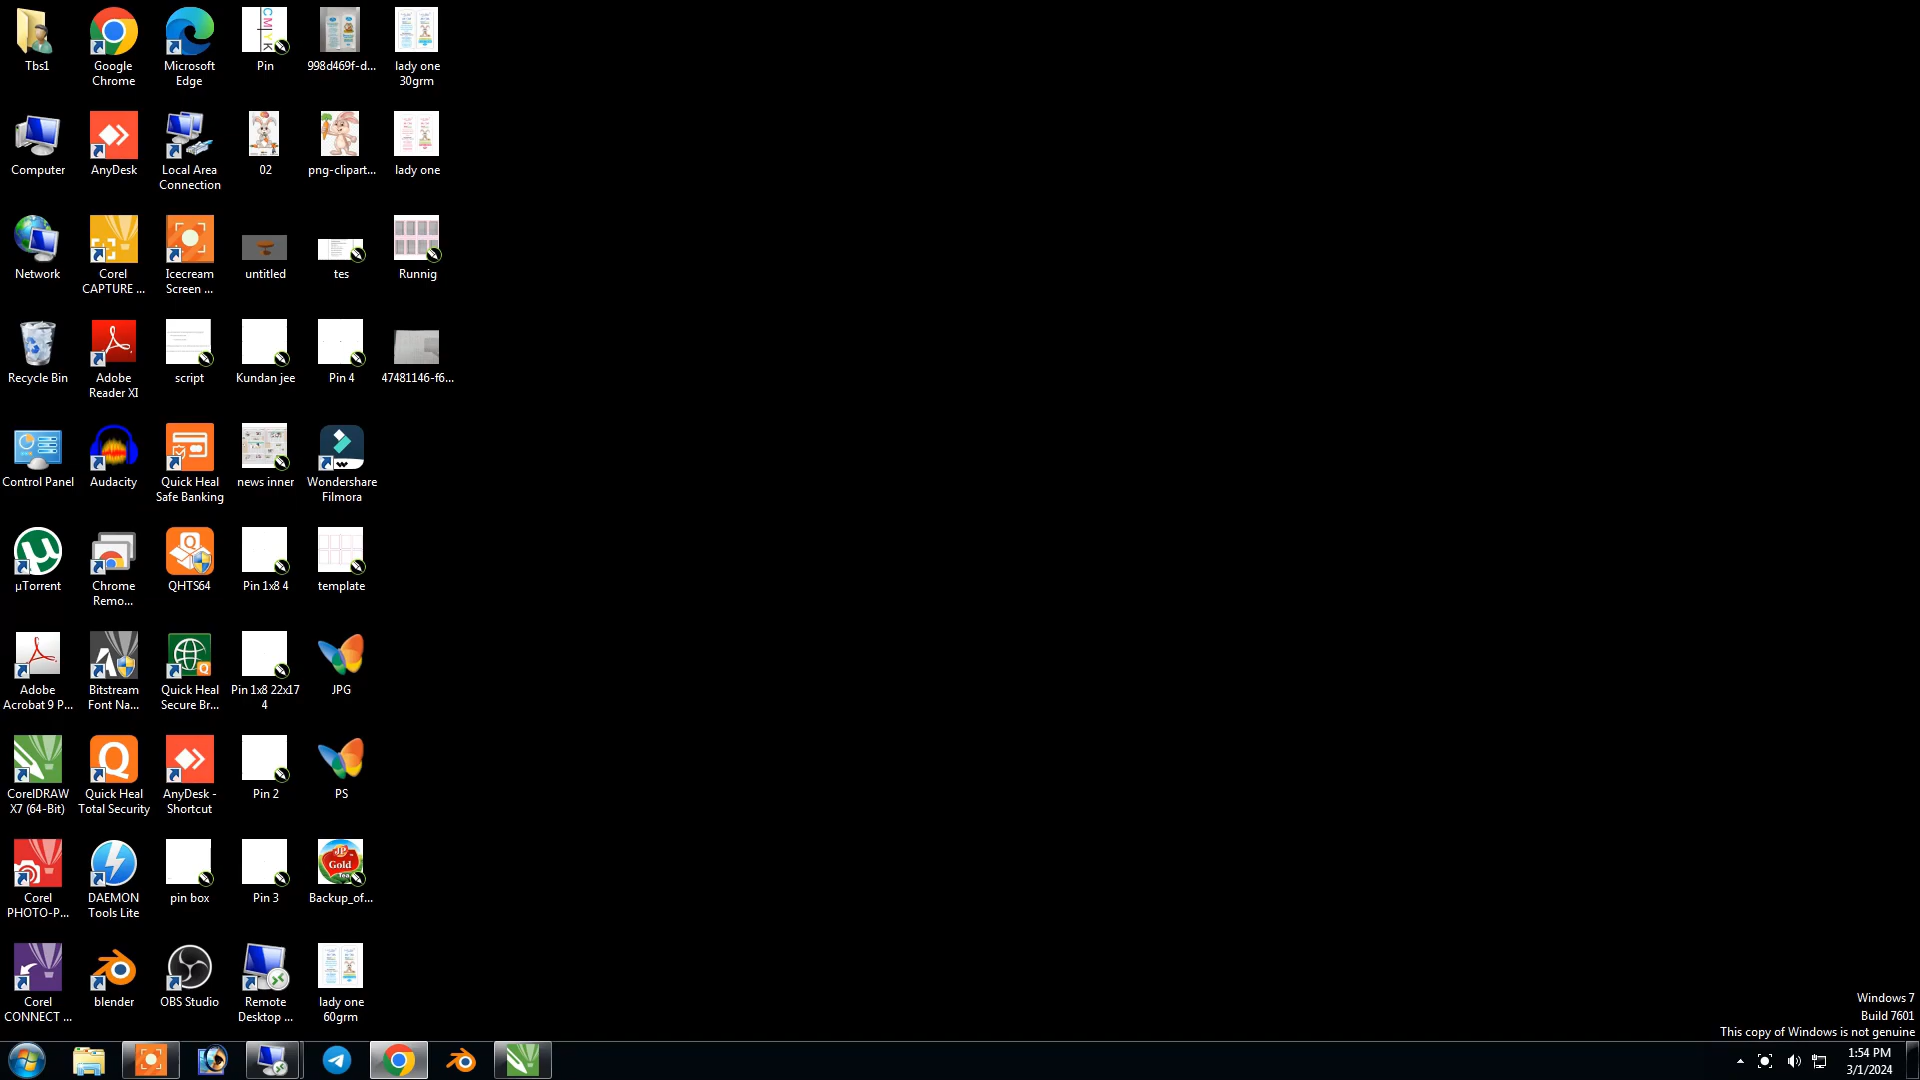 Tbs1
Google
Chrome
Microsoft
Edge
Pin
998d469f-d...
lady one
30grm
Computer
AnyDesk
Local Area
Connection
02
png-clipart...
lady one
Network
Corel
CAPTURE ...
Icecream
Screen ...
untitled
tes
Runnig
Recycle Bin
Adobe
Reader XI
script
Kundan jee
Pin 4
47481146-f6...
Control Panel
Audacity
Quick Heal
Safe Banking
news inner
Wondershare
Filmora
µTorrent
Chrome
Remo...
QHTS64
Pin 1x8 4
template
Adobe
Acrobat 9 P...
Bitstream
Font Na...
Quick Heal
Secure Br...
Pin 1x8 22x17
4
JPG
CorelDRAW
X7 (64-Bit)
Quick Heal
Total Security
AnyDesk -
Shortcut
Pin 2
PS
Corel
PHOTO-P...
DAEMON
Tools Lite
pin box
Pin 3
Gold
Backup_of...
Corel
CONNECT ...
blender
OBS Studio
Remote
Desktop ...
lady one
60grm
Windows 7
Build 7601
This copy of Windows is not genuine
1:54 PM
3/1/2024